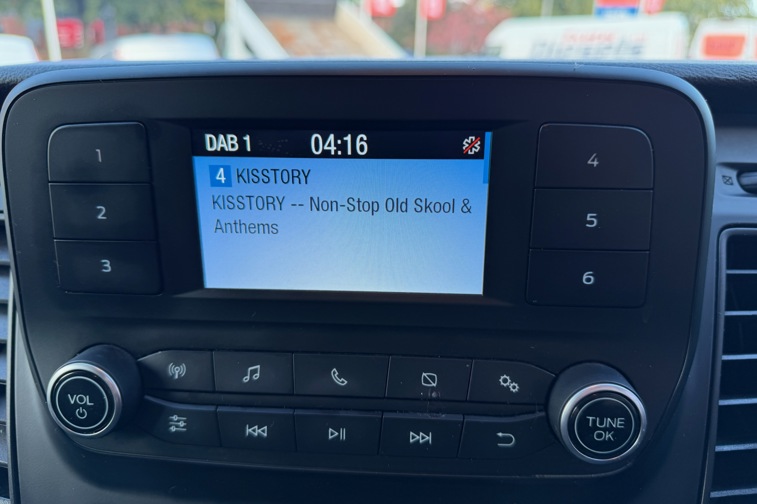 DAB 1 04:16
4 KISSTORY
KISSTORY -- Non-Stop Old Skool &
Anthems
1
2
3
4
5
6
VOL
TUNE
OK